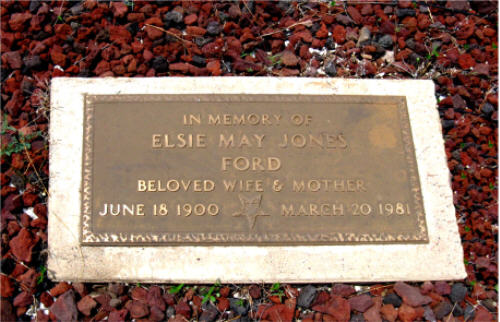 IN MEMORY OF
ELSIE MAY JONES
FORD
BELOVED WIFE & MOTHER
JUNE 18 1900 MARCH 20 1981